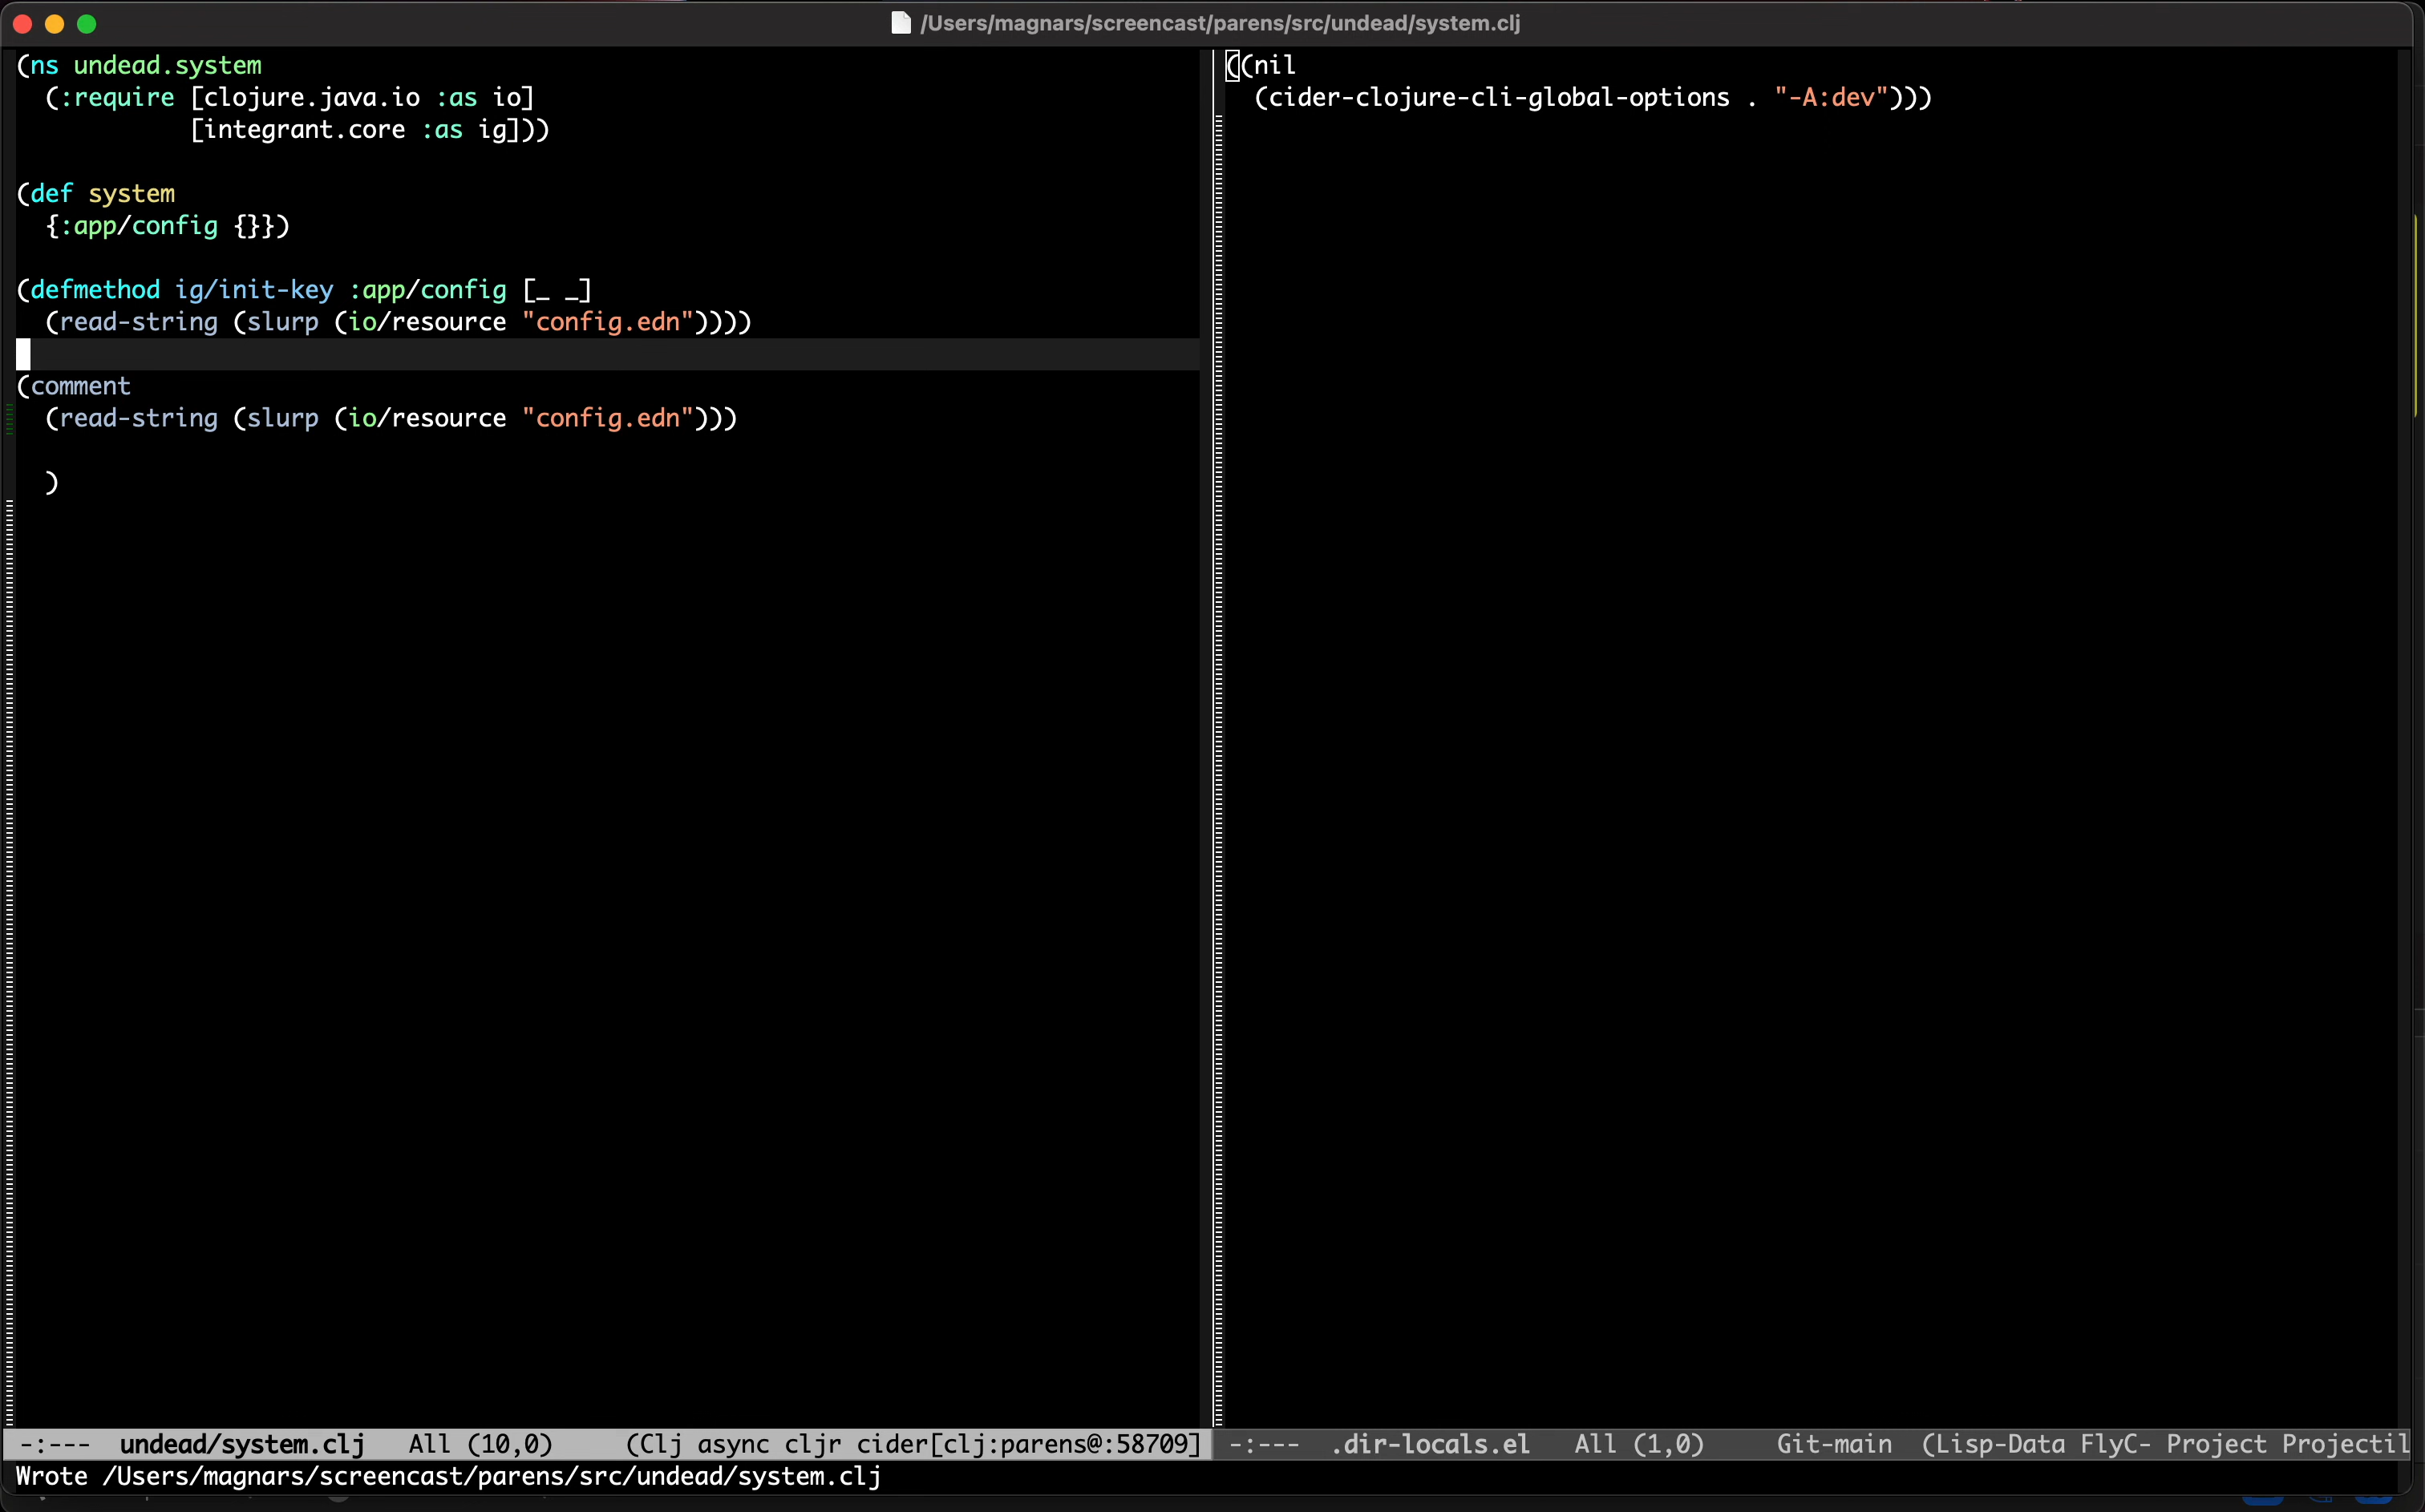 /Users/magnars/screencast/parens/src/undead/system.clj
(ns undead.system
  (:require [clojure.java.io :as io]
            [integrant.core :as ig]))
(def system
  {:app/config {}})
(defmethod ig/init-key :app/config [_ _]
  (read-string (slurp (io/resource "config.edn"))))
(comment
  (read-string (slurp (io/resource "config.edn")))
  )
-:---  undead/system.clj   All (10,0)     (Clj async cljr cider[clj:parens@:58709]
((nil
  (cider-clojure-cli-global-options . "-A:dev")))
-:---  .dir-locals.el   All (1,0)     Git-main  (Lisp-Data FlyC- Project Projectil
Wrote /Users/magnars/screencast/parens/src/undead/system.clj